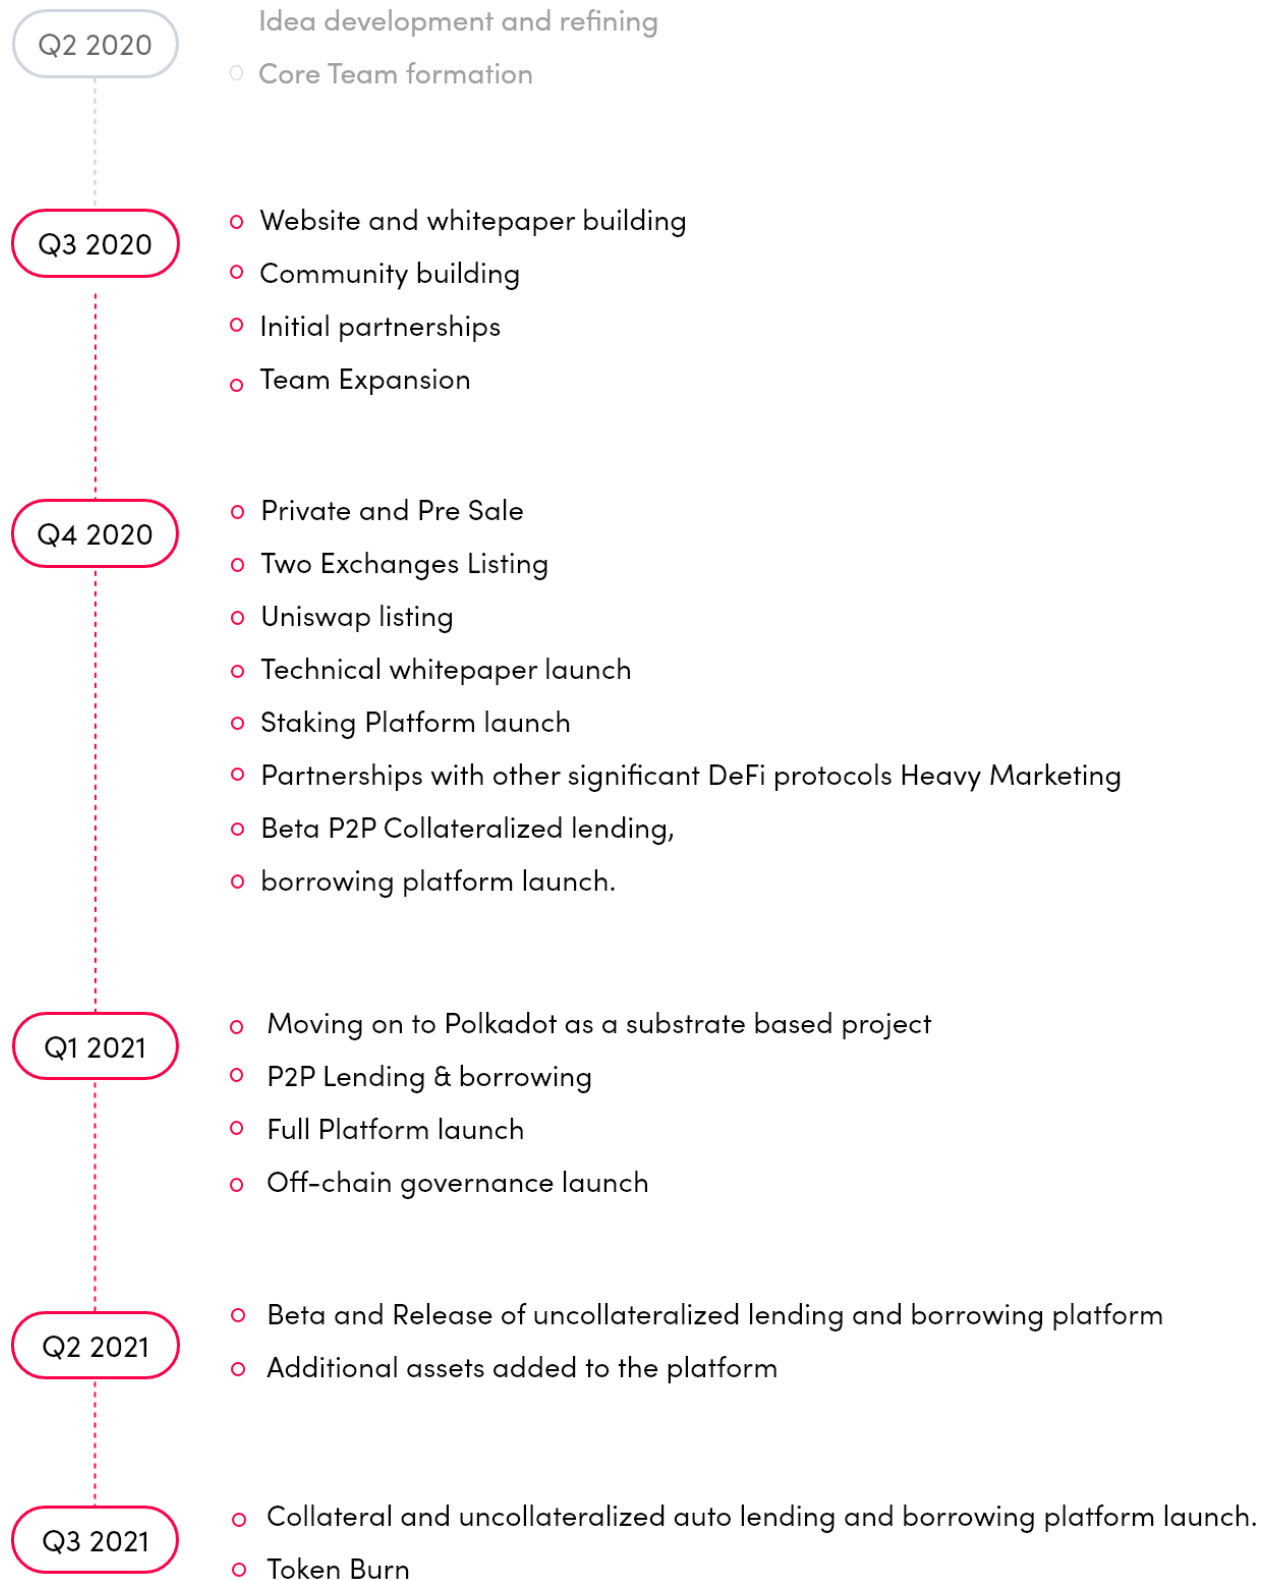 Q2 2020
Idea development and refining
Core Team formation
Q3 2020
Website and whitepaper building
Community building
Initial partnerships
Team Expansion
Q4 2020
Private and Pre Sale
Two Exchanges Listing
Uniswap listing
Technical whitepaper launch
Staking Platform launch
Partnerships with other significant DeFi protocols Heavy Marketing
Beta P2P Collateralized lending,
borrowing platform launch.
Q1 2021
Moving on to Polkadot as a substrate based project
P2P Lending & borrowing
Full Platform launch
Off-chain governance launch
Q2 2021
Beta and Release of uncollateralized lending and borrowing platform
Additional assets added to the platform
Q3 2021
Collateral and uncollateralized auto lending and borrowing platform launch.
Token Burn